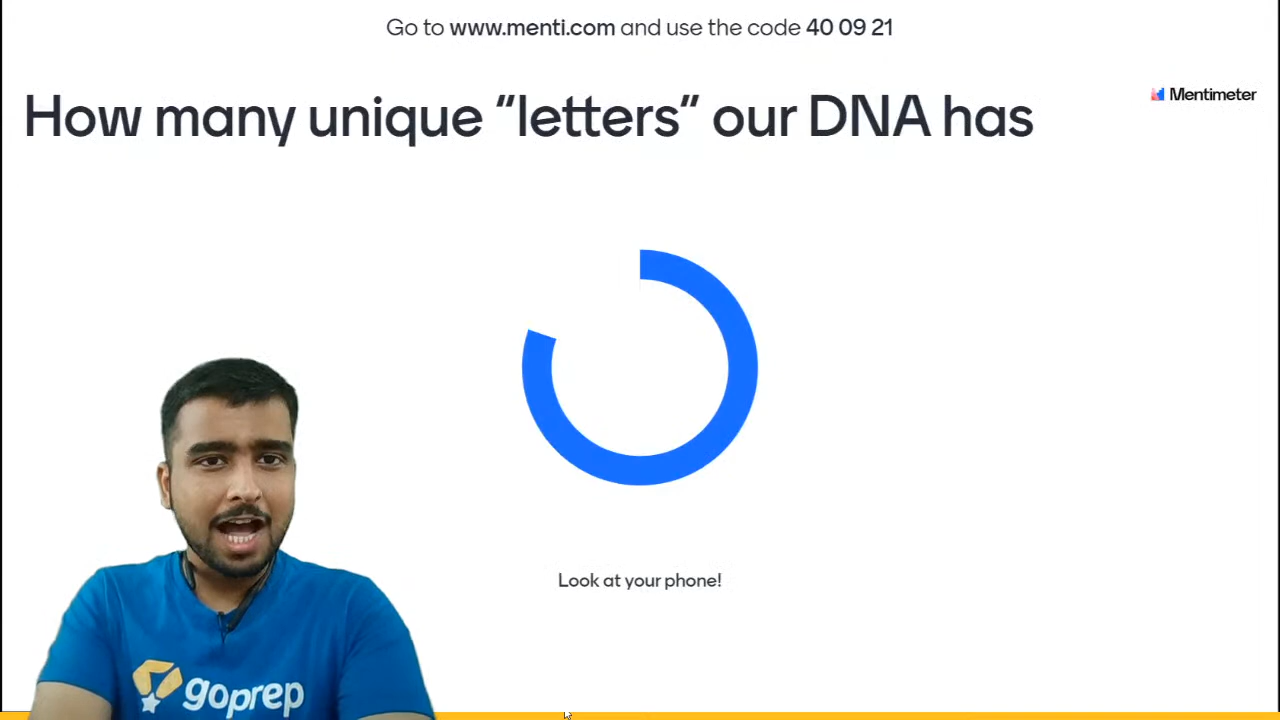 Go to www.menti.com and use the code 40 09 21
How many unique “letters” our DNA has
Mentimeter
Look at your phone!
goprep